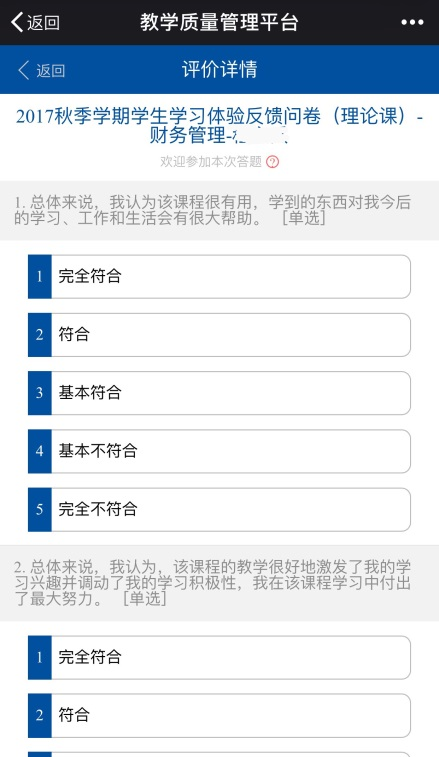 返回
教学质量管理平台
返回
评价详情
2017秋季学期学生学习体验反馈问卷（理论课）-
财务管理-
欢迎参加本次答题 ?
1. 总体来说，我认为该课程很有用，学到的东西对我今后
的学习、工作和生活会有很大帮助。 [单选]
1 完全符合
2 符合
3 基本符合
4 基本不符合
5 完全不符合
2. 总体来说，我认为，该课程的教学很好地激发了我的学
习兴趣并调动了我的学习积极性，我在该课程学习中付出
了最大努力。 [单选]
1 完全符合
2 符合